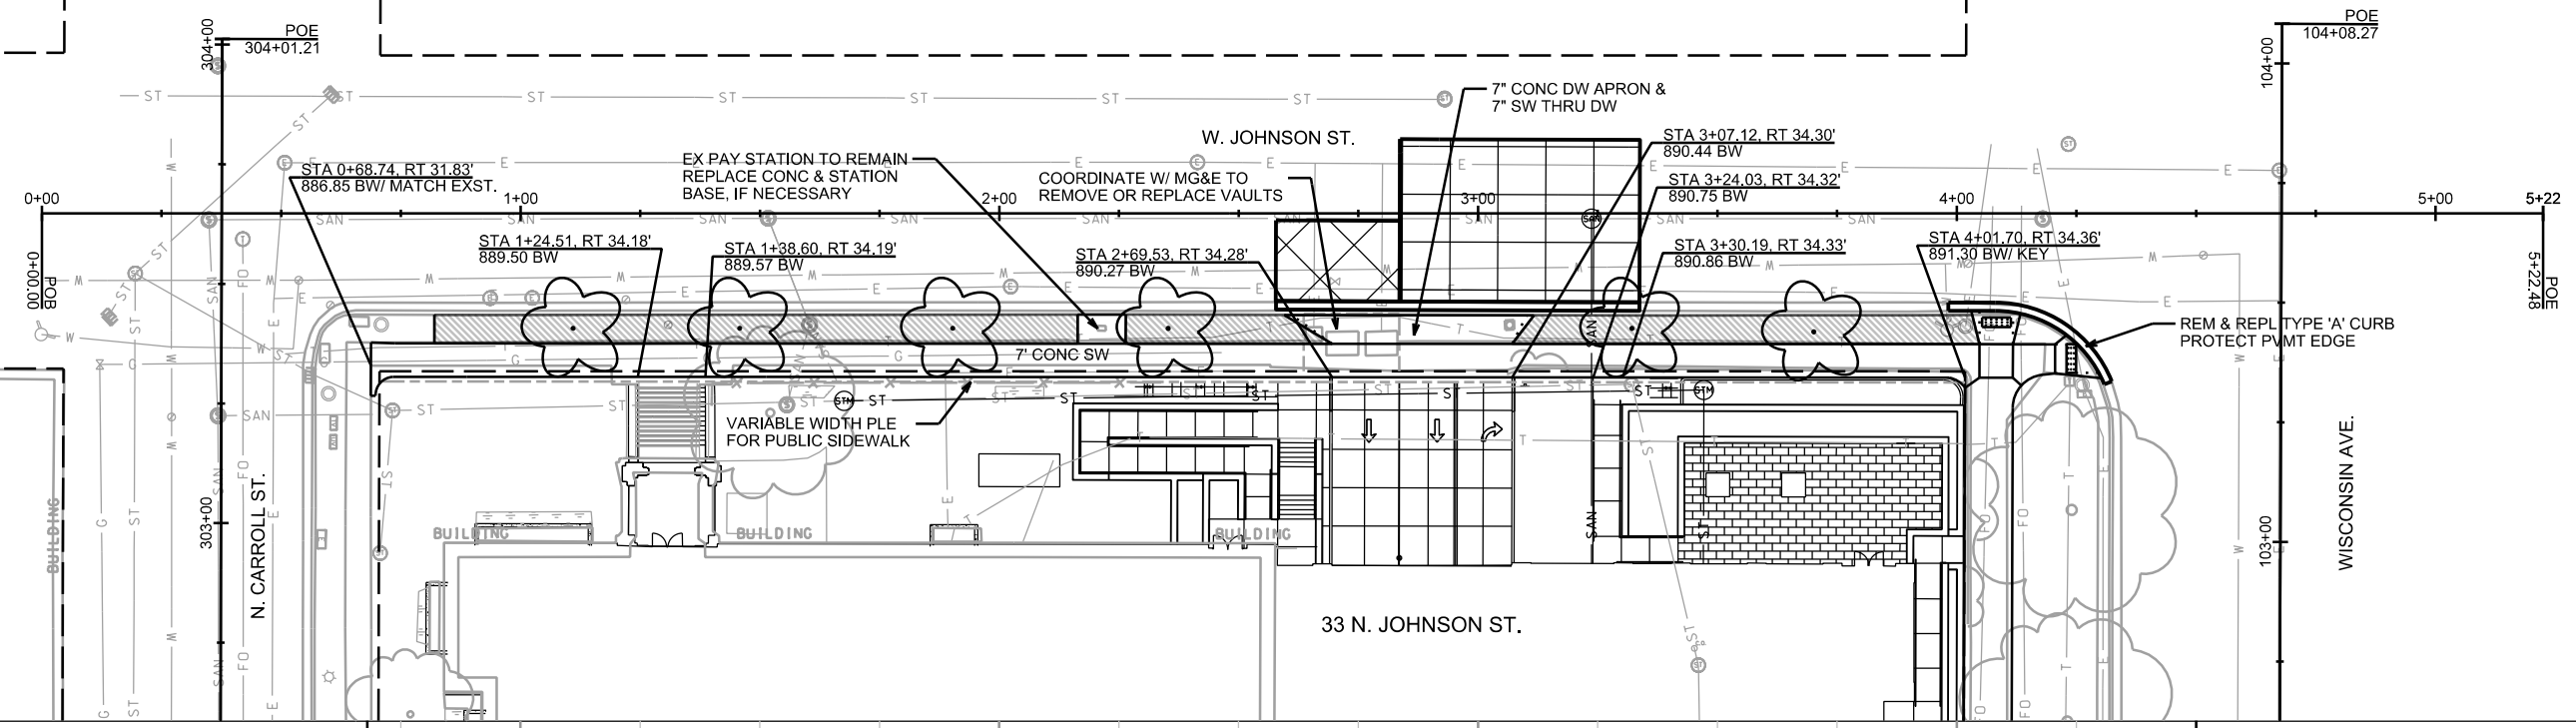 POE
304+01.21
304+00
POE
104+08.27
104+00
7" CONC DW APRON &
7" SW THRU DW
W. JOHNSON ST.
STA 0+68.74, RT 31.83'
886.85 BW/ MATCH EXST.
EX PAY STATION TO REMAIN
REPLACE CONC & STATION
BASE, IF NECESSARY
COORDINATE W/ MG&E TO
REMOVE OR REPLACE VAULTS
STA 3+07.12, RT 34.30'
890.44 BW
STA 3+24.03, RT 34.32'
890.75 BW
0+00
1+00
2+00
3+00
4+00
5+00
5+22
0+00.00
POB
STA 1+24.51, RT 34.18'
889.50 BW
STA 1+38.60, RT 34.19'
889.57 BW
STA 2+69.53, RT 34.28'
890.27 BW
STA 3+30.19, RT 34.33'
890.86 BW
STA 4+01.70, RT 34.36'
891.30 BW/ KEY
5+22.48
POE
REM & REPL TYPE 'A' CURB
PROTECT PVMT EDGE
7' CONC SW
VARIABLE WIDTH PLE
FOR PUBLIC SIDEWALK
N. CARROLL ST.
303+00
WISCONSIN AVE.
103+00
BUILDING
BUILDING
BUILDING
BUILDING
33 N. JOHNSON ST.